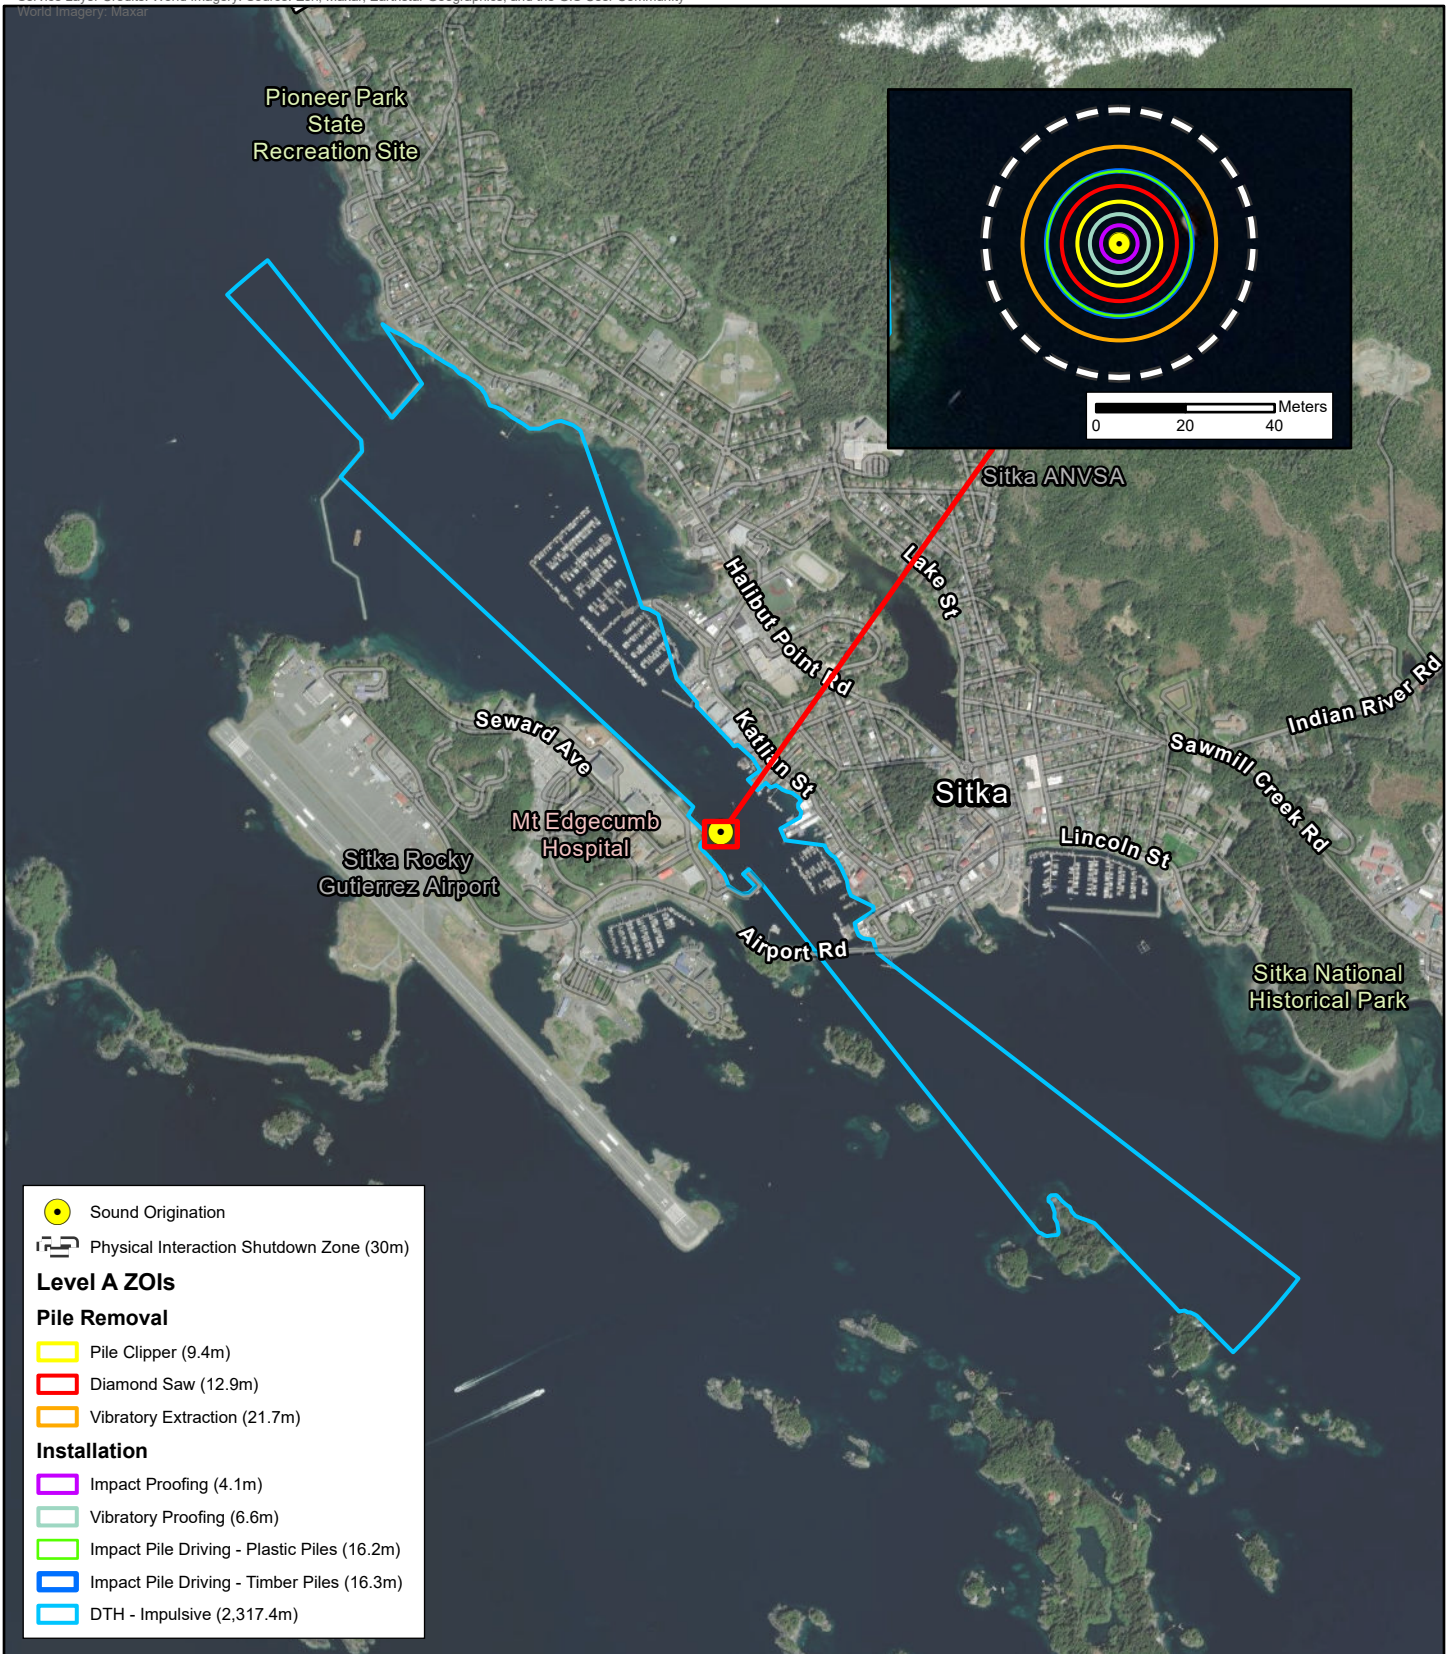 World Imagery: Maxar
Pioneer Park
State
Recreation Site
Meters
0 20 40
Sitka ANVSA
Lake St
Halibut Point Rd
Katlian St
Indian River Rd
Sawmill Creek Rd
Seward Ave
Sitka
Lincoln St
Mt Edgecumb
Hospital
Sitka Rocky
Gutierrez Airport
Airport Rd
Sitka National
Historical Park
Sound Origination
Physical Interaction Shutdown Zone (30m)
Level A ZOIs
Pile Removal
Pile Clipper (9.4m)
Diamond Saw (12.9m)
Vibratory Extraction (21.7m)
Installation
Impact Proofing (4.1m)
Vibratory Proofing (6.6m)
Impact Pile Driving - Plastic Piles (16.2m)
Impact Pile Driving - Timber Piles (16.3m)
DTH - Impulsive (2,317.4m)